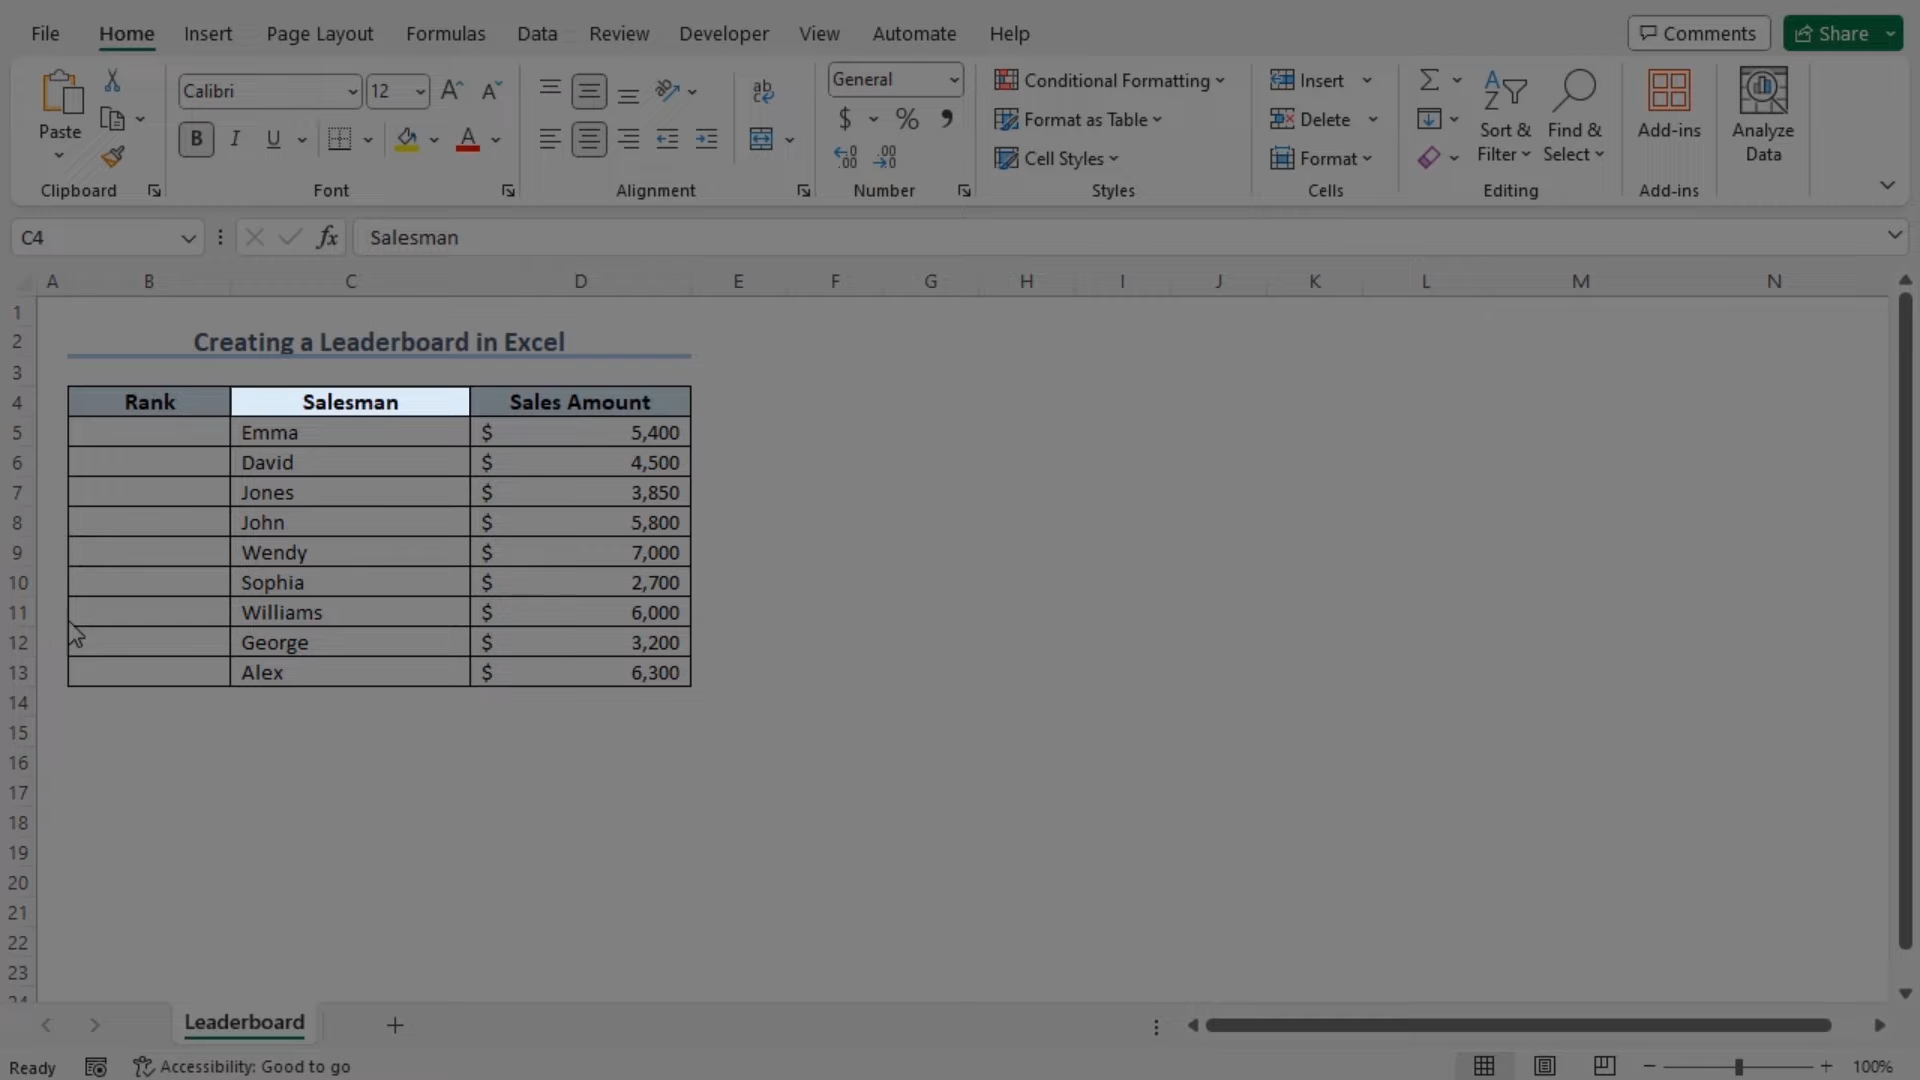 File Home Insert Page Layout Formulas Data Review Developer View Automate Help Comments Share
Paste
Clipboard
Calibri 12
B I U A
Font
ab
Alignment
General
$ % 9
Number
Conditional Formatting
Format as Table
Cell Styles
Styles
Insert
Delete
Format
Cells
Sort & Filter
Find & Select
Editing
Add-ins
Add-ins
Analyze Data
C4 fx Salesman
A B C D E F G H I J K L M N
1
2 Creating a Leaderboard in Excel
3
4 Rank Salesman Sales Amount
5 Emma $ 5,400
6 David $ 4,500
7 Jones $ 3,850
8 John $ 5,800
9 Wendy $ 7,000
10 Sophia $ 2,700
11 Williams $ 6,000
12 George $ 3,200
13 Alex $ 6,300
14
15
16
17
18
19
20
21
22
23
24
Leaderboard
Ready Accessibility: Good to go 100%